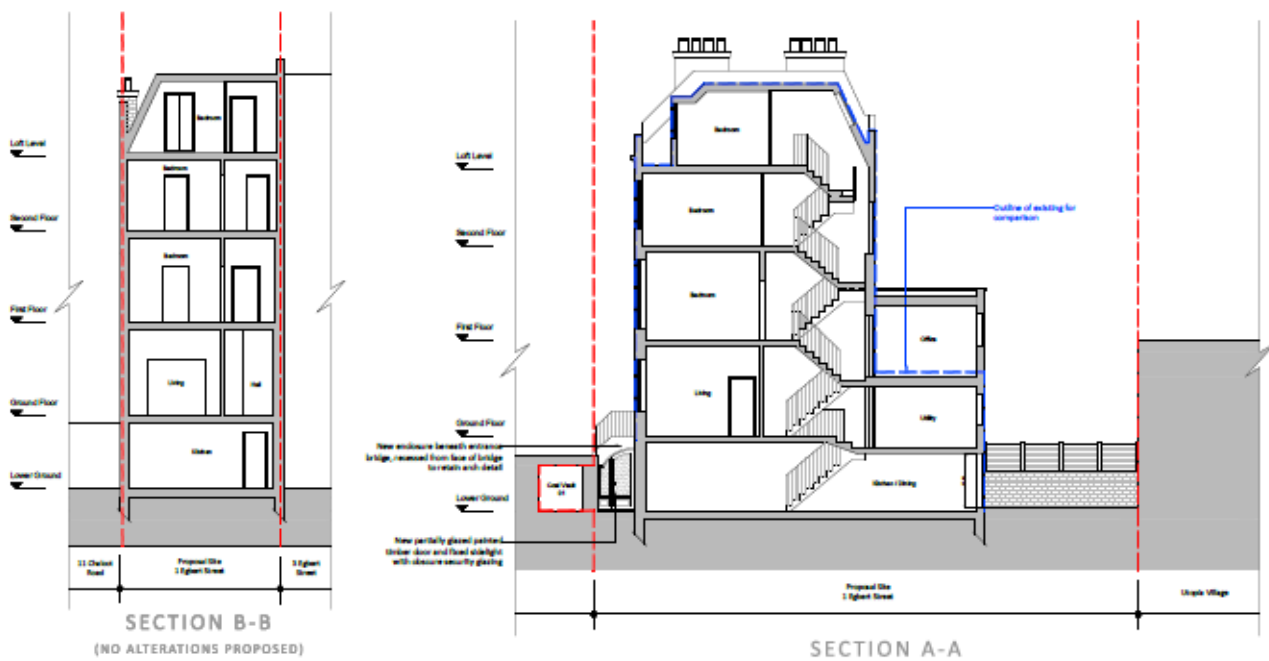 Loft Level
Second Floor
First Floor
Ground Floor
Lower Ground
Bedroom
Bedroom
Bedroom
Living
Hall
Kitchen
11 Chalcot
Road
Proposal Site
1 Egbert Street
3 Egbert
Street
SECTION B-B
(NO ALTERATIONS PROPOSED)
Loft Level
Second Floor
First Floor
Ground Floor
Lower Ground
Bedroom
Bedroom
Bedroom
Living
Office
Utility
Kitchen / Dining
Coal Vault
Outline of existing for
comparison
New enclosure beneath entrance
bridge, recessed from face of bridge
to retain arch detail
New partially glazed painted
timber door and fixed sidelight
with obscure security glazing
Proposal Site
1 Egbert Street
Utopia Village
SECTION A-A